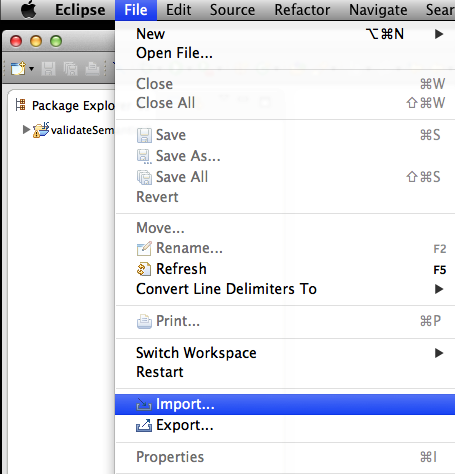 Eclipse File Edit Source Refactor Navigate Sear
New ⌥⌘N ▶
Open File...
Close ⌘W
Close All ⇧⌘W
Package Explor
validateSem
Save ⌘S
Save As...
Save All ⇧⌘S
Revert
Move...
Rename... F2
Refresh F5
Convert Line Delimiters To ▶
Print... ⌘P
Switch Workspace ▶
Restart
Import...
Export...
Properties ⌘I